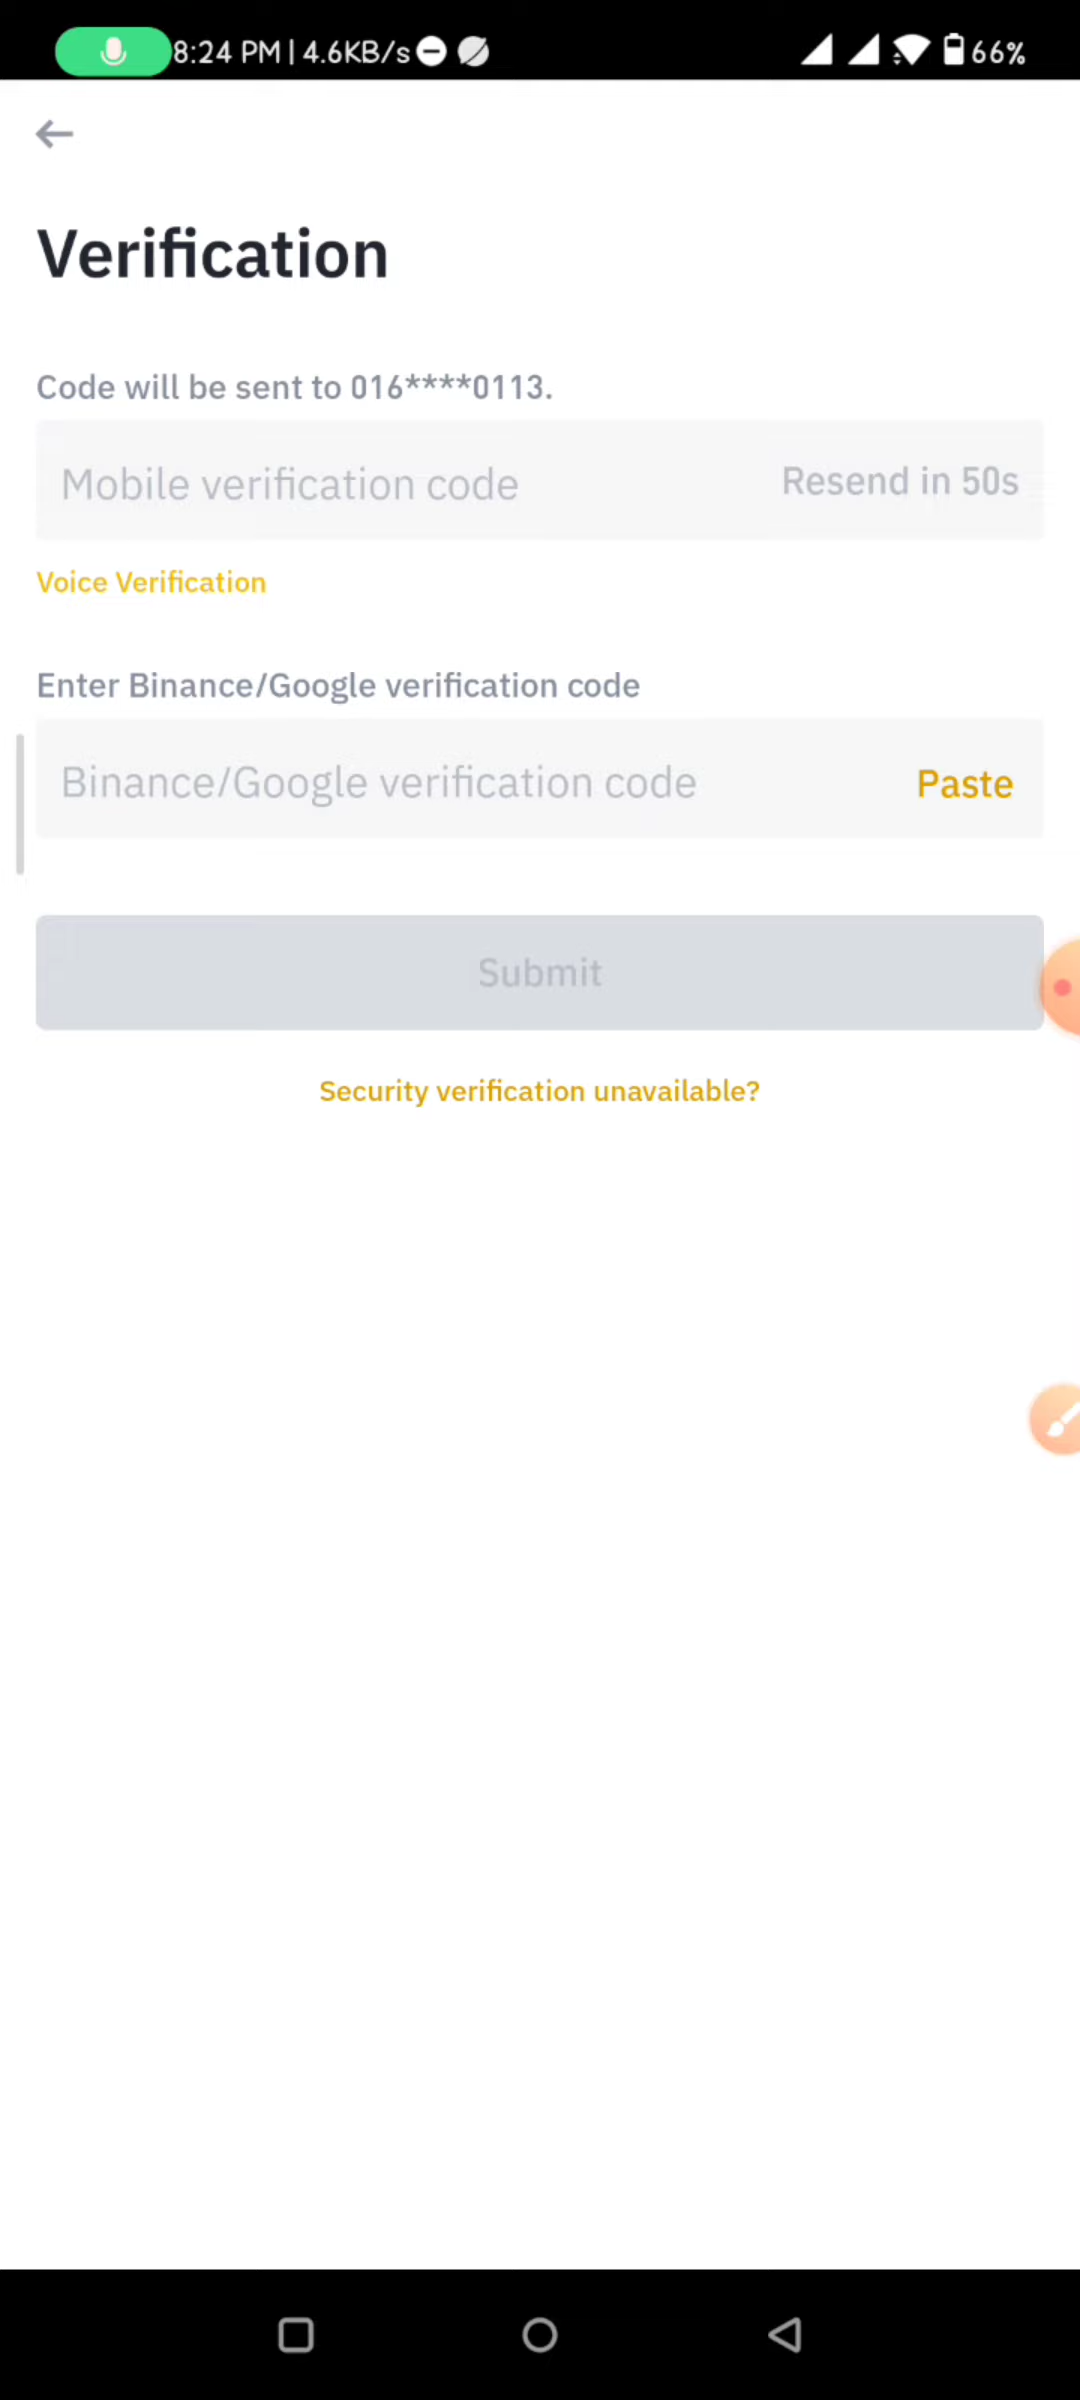 8:24 PM | 4.6KB/s 66%
Verification
Code will be sent to 016****0113.
Mobile verification code Resend in 50s
Voice Verification
Enter Binance/Google verification code
Binance/Google verification code Paste
Submit
Security verification unavailable?